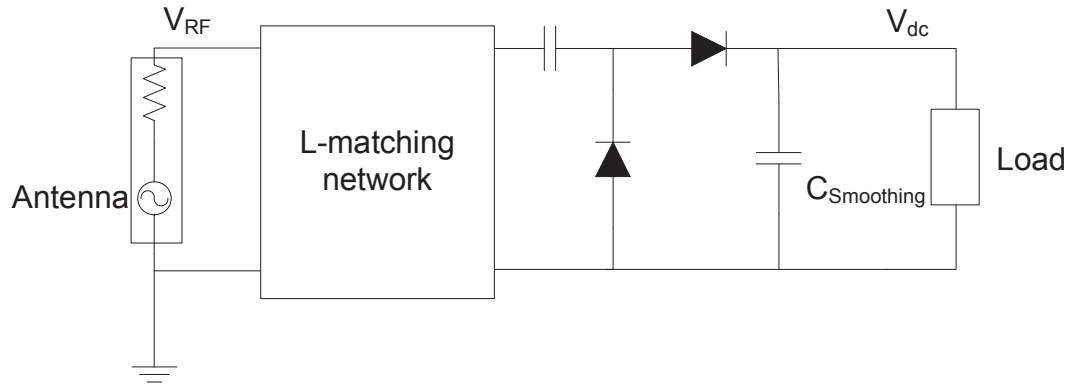 V_RF
V_dc
L-matching
network
Antenna
C_Smoothing
Load